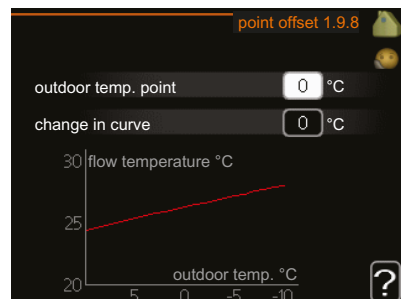 point offset 1.9.8
outdoor temp. point 0 °C
change in curve 0 °C
30 flow temperature °C
25
outdoor temp. °C
20
5 0 -5 -10
?